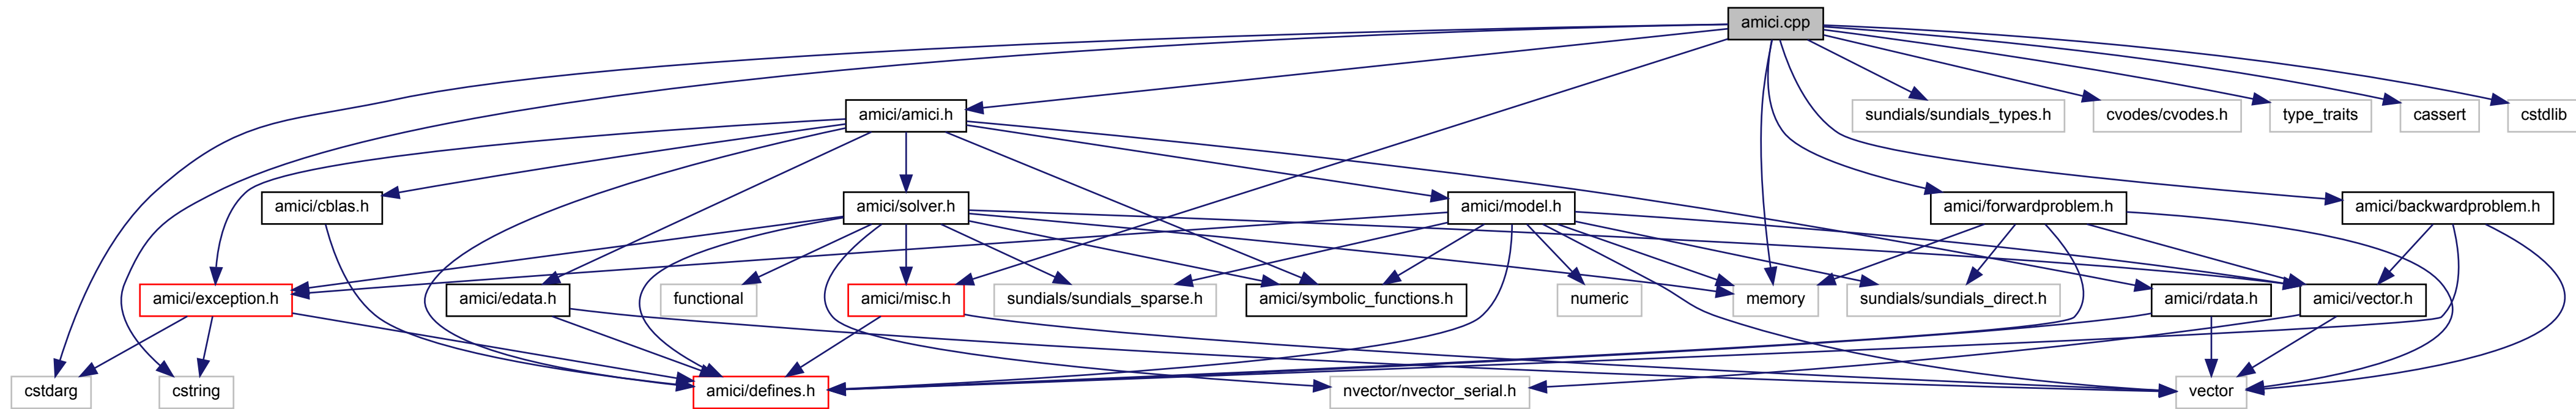 amici.cpp
amici/amici.h
sundials/sundials_types.h
cvodes/cvodes.h
type_traits
cassert
cstdlib
amici/cblas.h
amici/solver.h
amici/model.h
amici/forwardproblem.h
amici/backwardproblem.h
amici/exception.h
amici/edata.h
functional
amici/misc.h
sundials/sundials_sparse.h
amici/symbolic_functions.h
numeric
memory
sundials/sundials_direct.h
amici/rdata.h
amici/vector.h
cstdarg
cstring
amici/defines.h
nvector/nvector_serial.h
vector